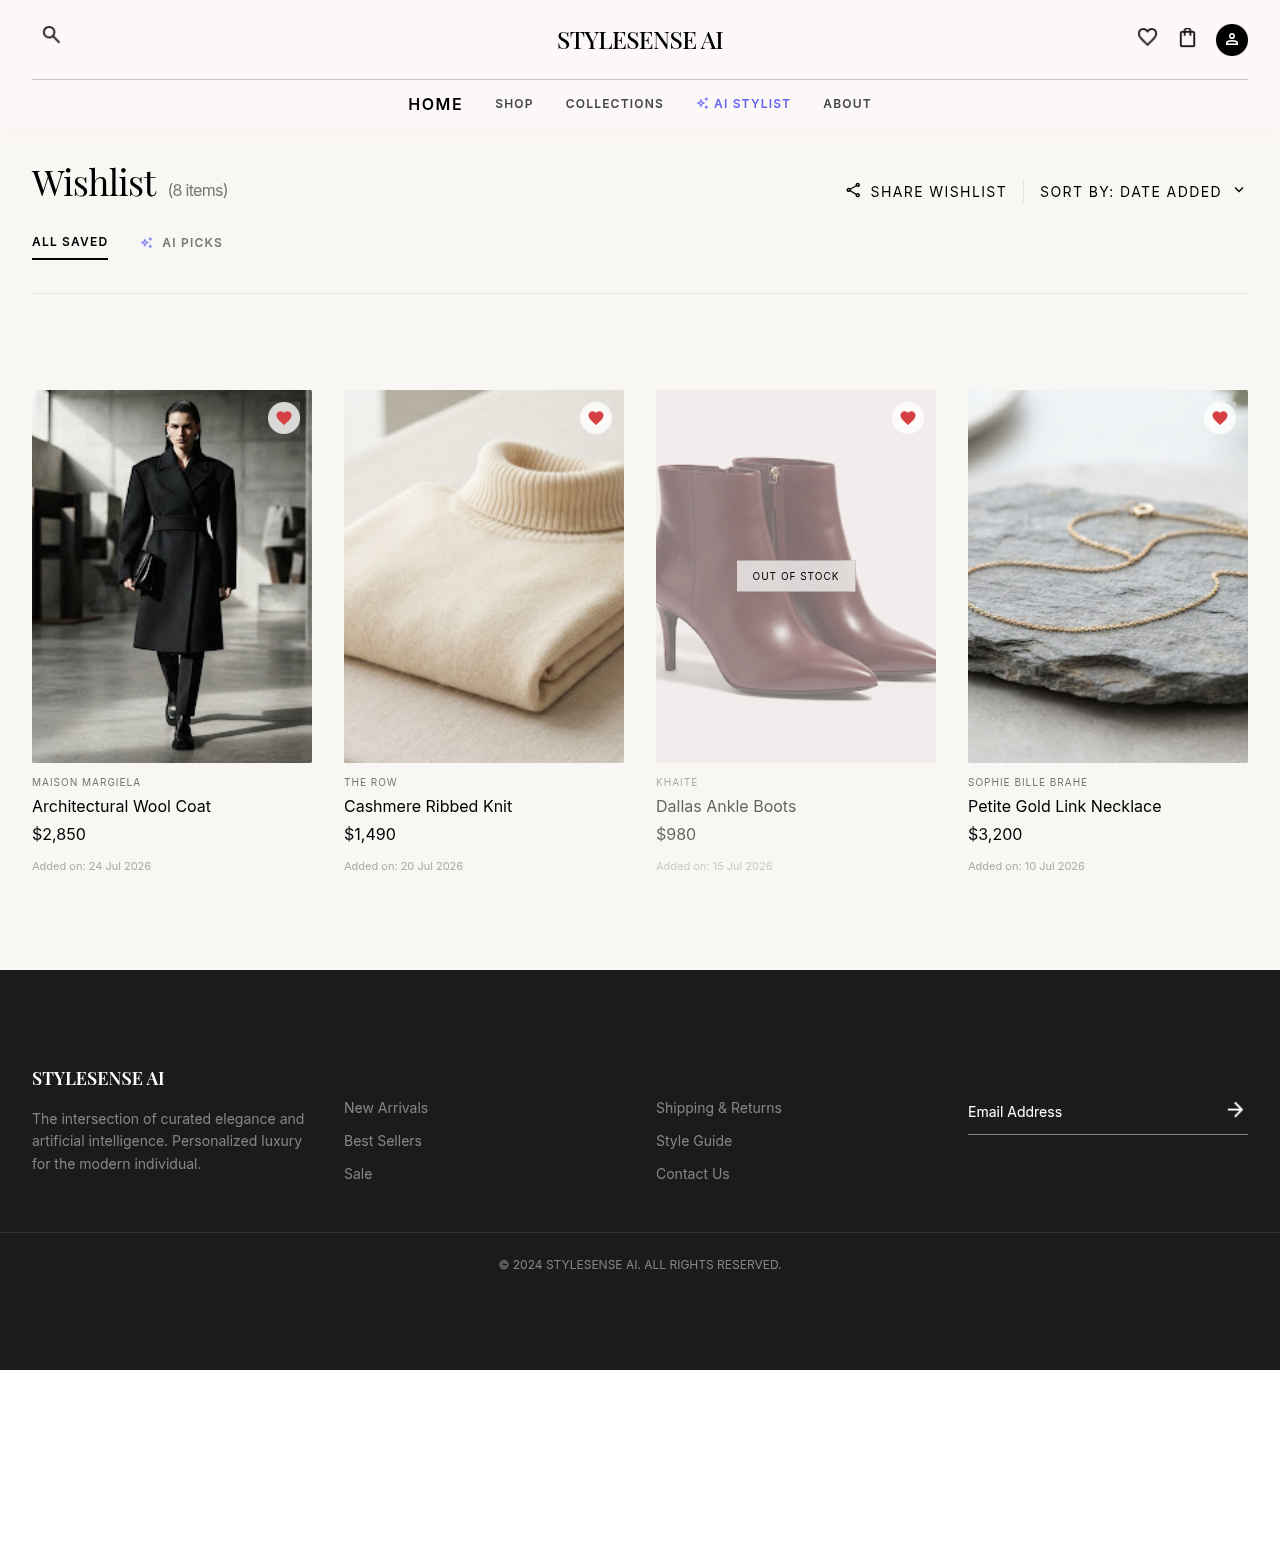 STYLESENSE AI
HOME SHOP COLLECTIONS AI STYLIST ABOUT
Wishlist (8 items)
SHARE WISHLIST SORT BY: DATE ADDED
ALL SAVED AI PICKS
OUT OF STOCK
MAISON MARGIELA
Architectural Wool Coat
$2,850
Added on: 24 Jul 2026
THE ROW
Cashmere Ribbed Knit
$1,490
Added on: 20 Jul 2026
KHAITE
Dallas Ankle Boots
$980
Added on: 15 Jul 2026
SOPHIE BILLE BRAHE
Petite Gold Link Necklace
$3,200
Added on: 10 Jul 2026
STYLESENSE AI
The intersection of curated elegance and
artificial intelligence. Personalized luxury
for the modern individual.
New Arrivals
Best Sellers
Sale
Shipping & Returns
Style Guide
Contact Us
Email Address
© 2024 STYLESENSE AI. ALL RIGHTS RESERVED.